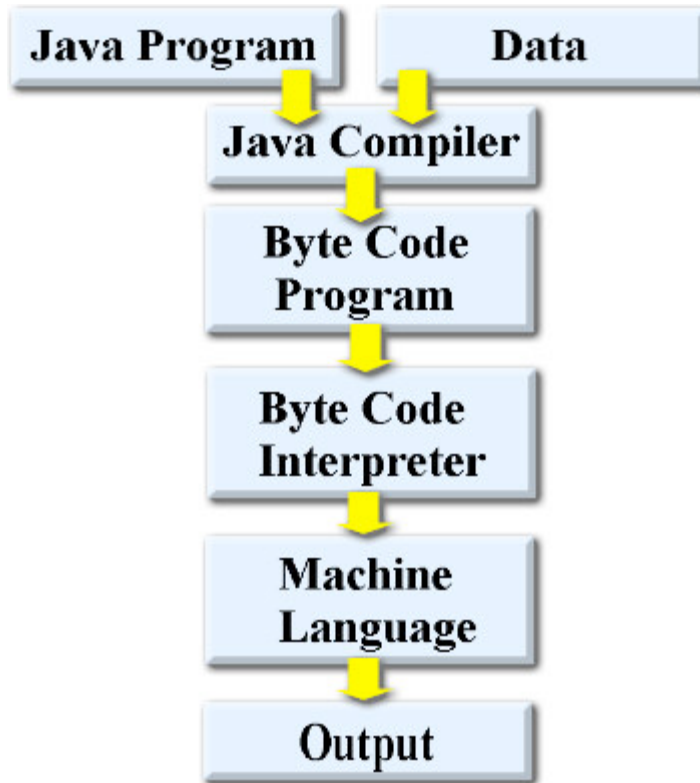 Java Program
Data
Java Compiler
Byte Code
Program
Byte Code
Interpreter
Machine
Language
Output